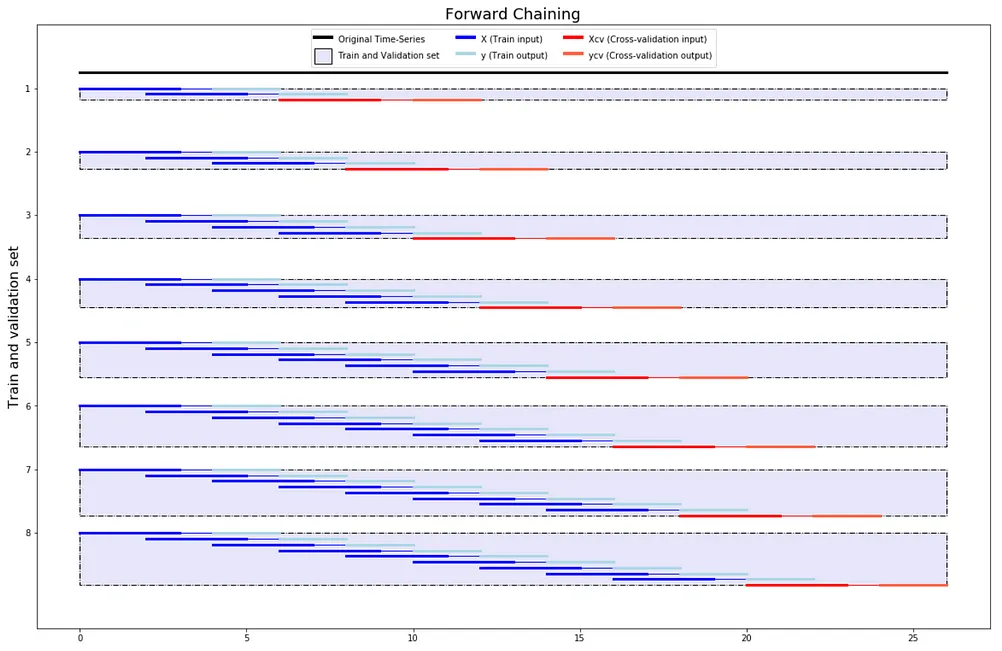 Forward Chaining
Original Time-Series
X (Train input)
Xcv (Cross-validation input)
Train and Validation set
y (Train output)
ycv (Cross-validation output)
Train and validation set
1
2
3
4
5
6
7
8
0 5 10 15 20 25